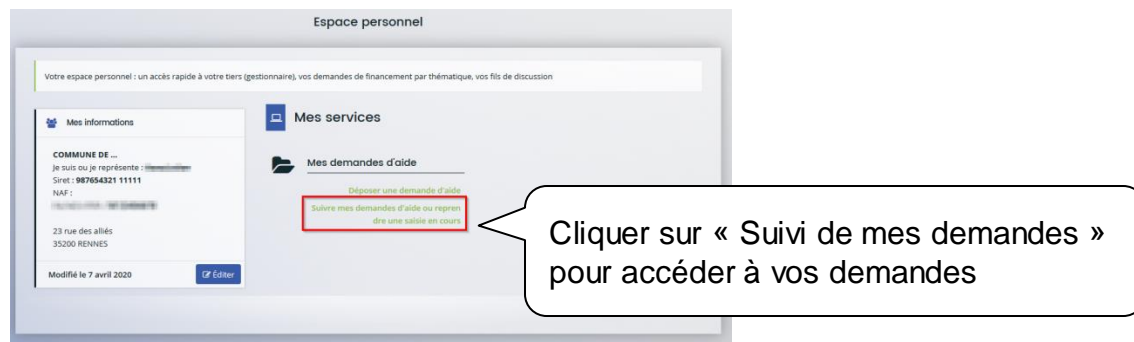 Espace personnel
Votre espace personnel : un accès rapide à votre tiers (gestionnaire), vos demandes de financement par thématique, vos fils de discussion
Mes informations
COMMUNE DE ...
Je suis ou je représente :
Siret : 987654321 11111
NAF :
23 rue des alliés
35200 RENNES
Modifié le 7 avril 2020
Éditer
Mes services
Mes demandes d'aide
Déposer une demande d'aide
Suivre mes demandes d'aide ou repren
dre une saisie en cours
Cliquer sur « Suivi de mes demandes »
pour accéder à vos demandes